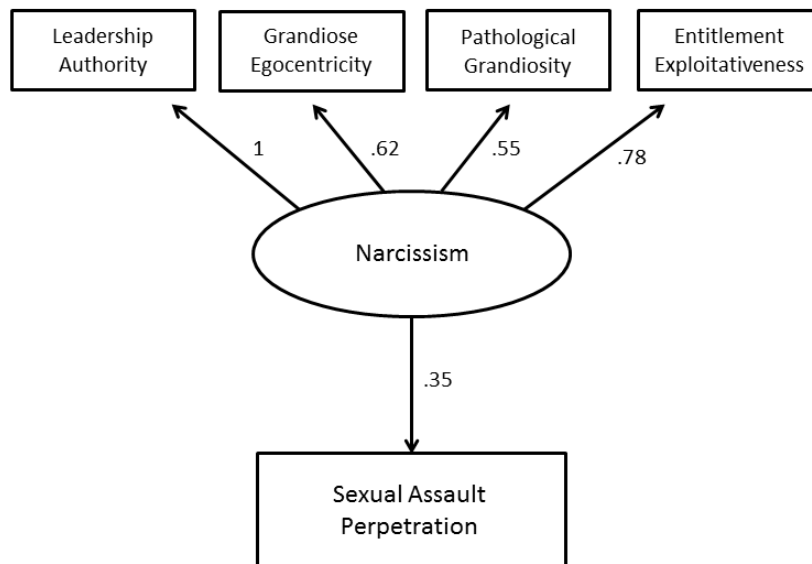 Leadership
Authority
Grandiose
Egocentricity
Pathological
Grandiosity
Entitlement
Exploitativeness
1
.62
.55
.78
Narcissism
.35
Sexual Assault
Perpetration